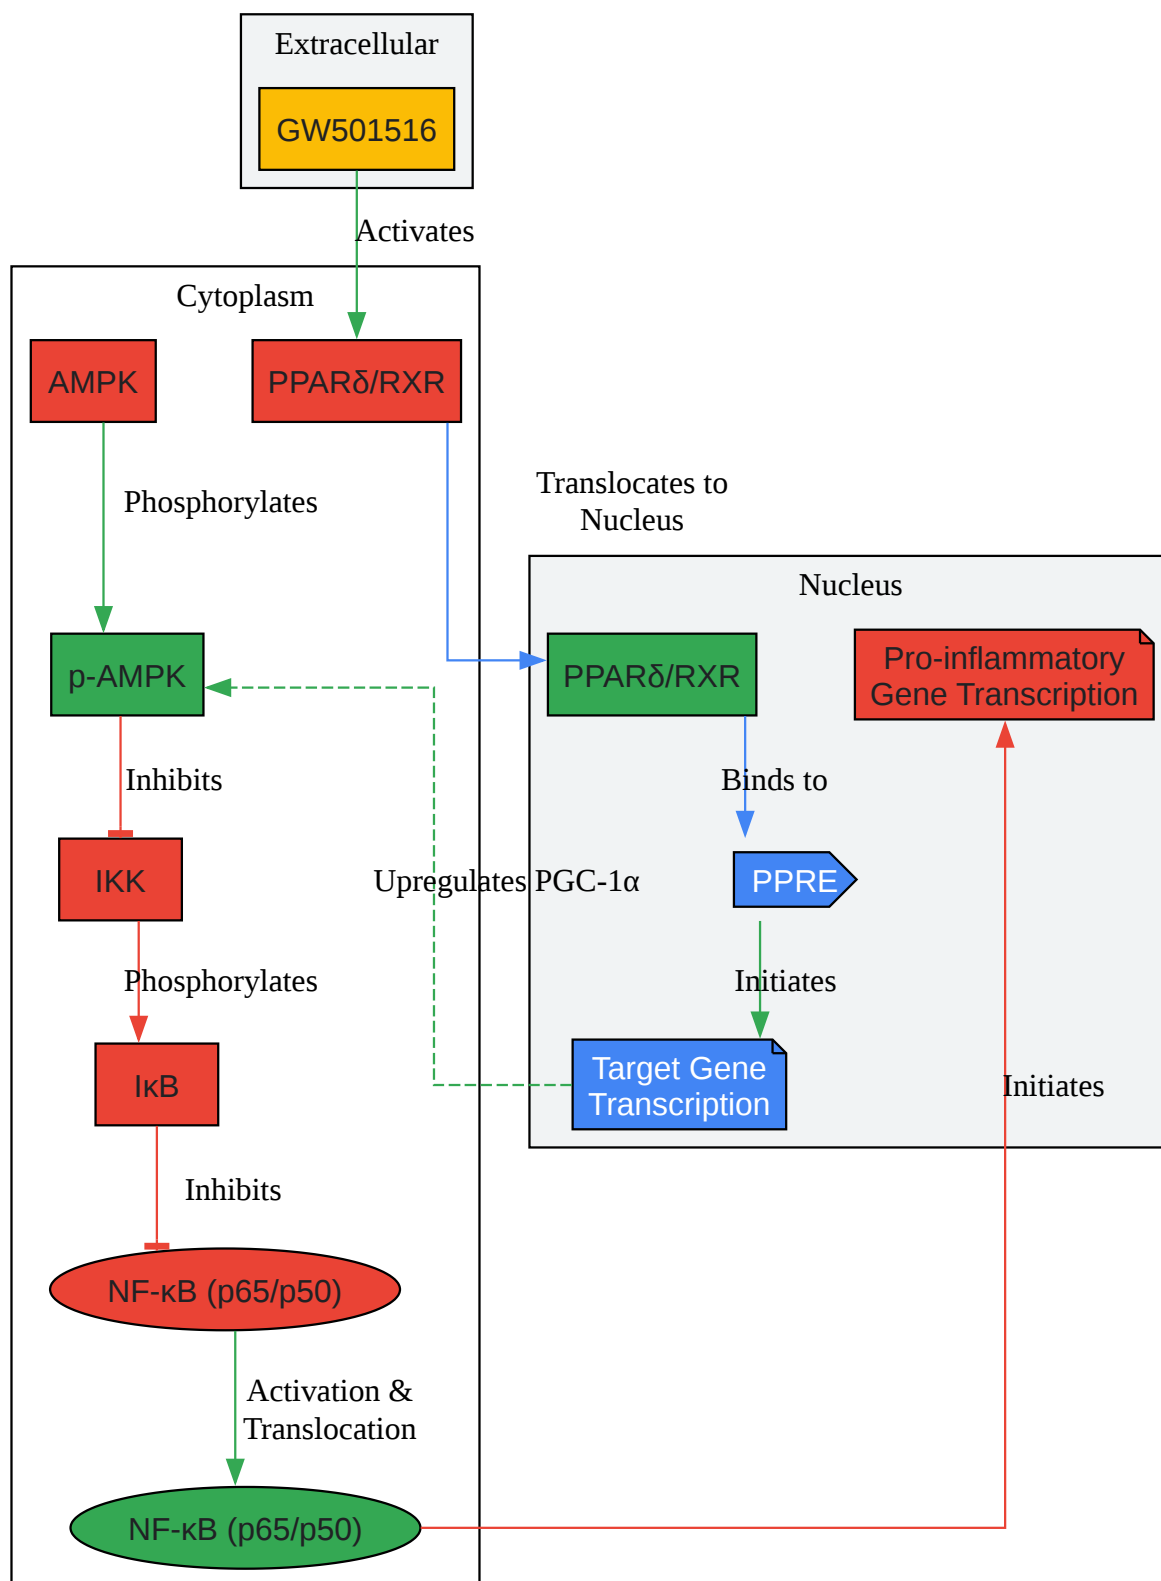 Extracellular
GW501516
Activates
Cytoplasm
AMPK
PPARδ/RXR
Phosphorylates
Translocates to
Nucleus
Nucleus
p-AMPK
PPARδ/RXR
Pro-inflammatory
Gene Transcription
Inhibits
Binds to
IKK
Upregulates PGC-1α
PPRE
Phosphorylates
Initiates
IκB
Target Gene
Transcription
Initiates
Inhibits
NF-κB (p65/p50)
Activation &
Translocation
NF-κB (p65/p50)